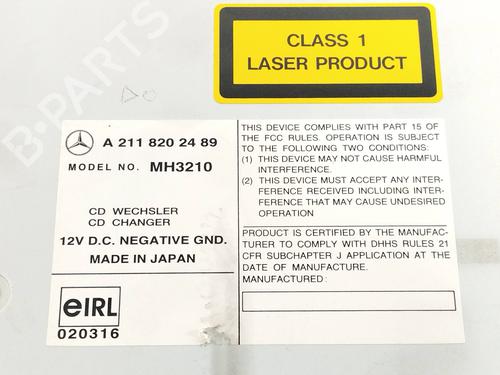 CLASS 1
LASER PRODUCT
B-PARTS
A 211 820 24 89
MODEL NO. MH3210
CD WECHSLER
CD CHANGER
12V D.C. NEGATIVE GND.
MADE IN JAPAN
eIRL
020316
THIS DEVICE COMPLIES WITH PART 15 OF
THE FCC RULES. OPERATION IS SUBJECT
TO THE FOLLOWING TWO CONDITIONS:
(1) THIS DEVICE MAY NOT CAUSE HARMFUL
INTERFERENCE.
(2) THIS DEVICE MUST ACCEPT ANY INTER-
FERENCE RECEIVED INCLUDING INTER-
FERENCE THAT MAY CAUSE UNDESIRED
OPERATION
PRODUCT IS CERTIFIED BY THE MANUFAC-
TURER TO COMPLY WITH DHHS RULES 21
CFR SUBCHAPTER J APPLICATION AT THE
DATE OF MANUFACTURE.
MANUFACTURED: